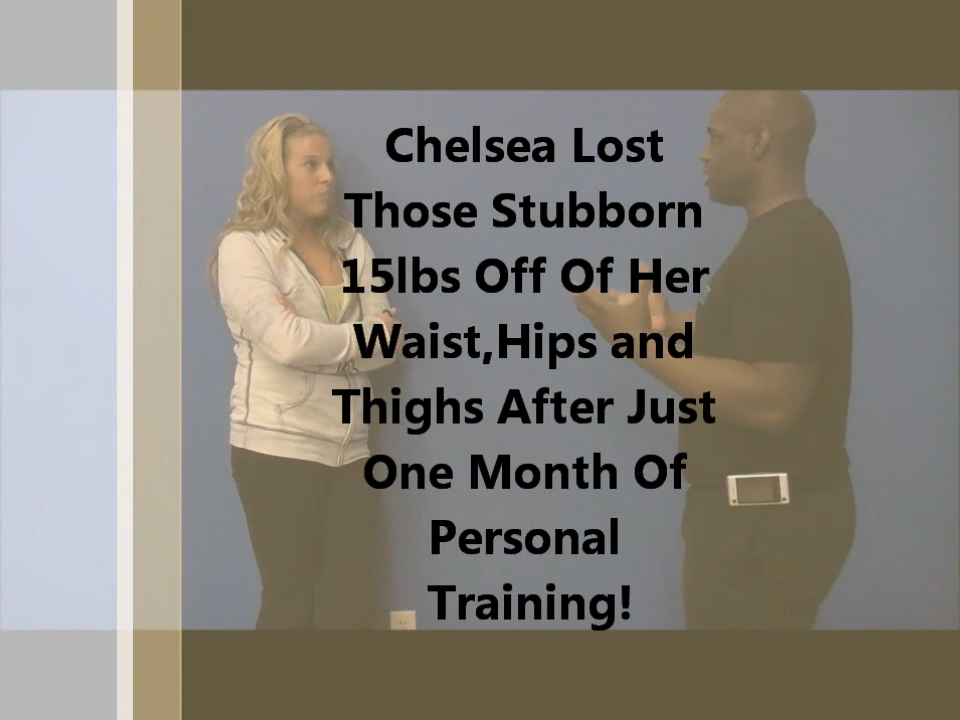 Chelsea Lost
Those Stubborn
15lbs Off Of Her
Waist,Hips and
Thighs After Just
One Month Of
Personal
Training!